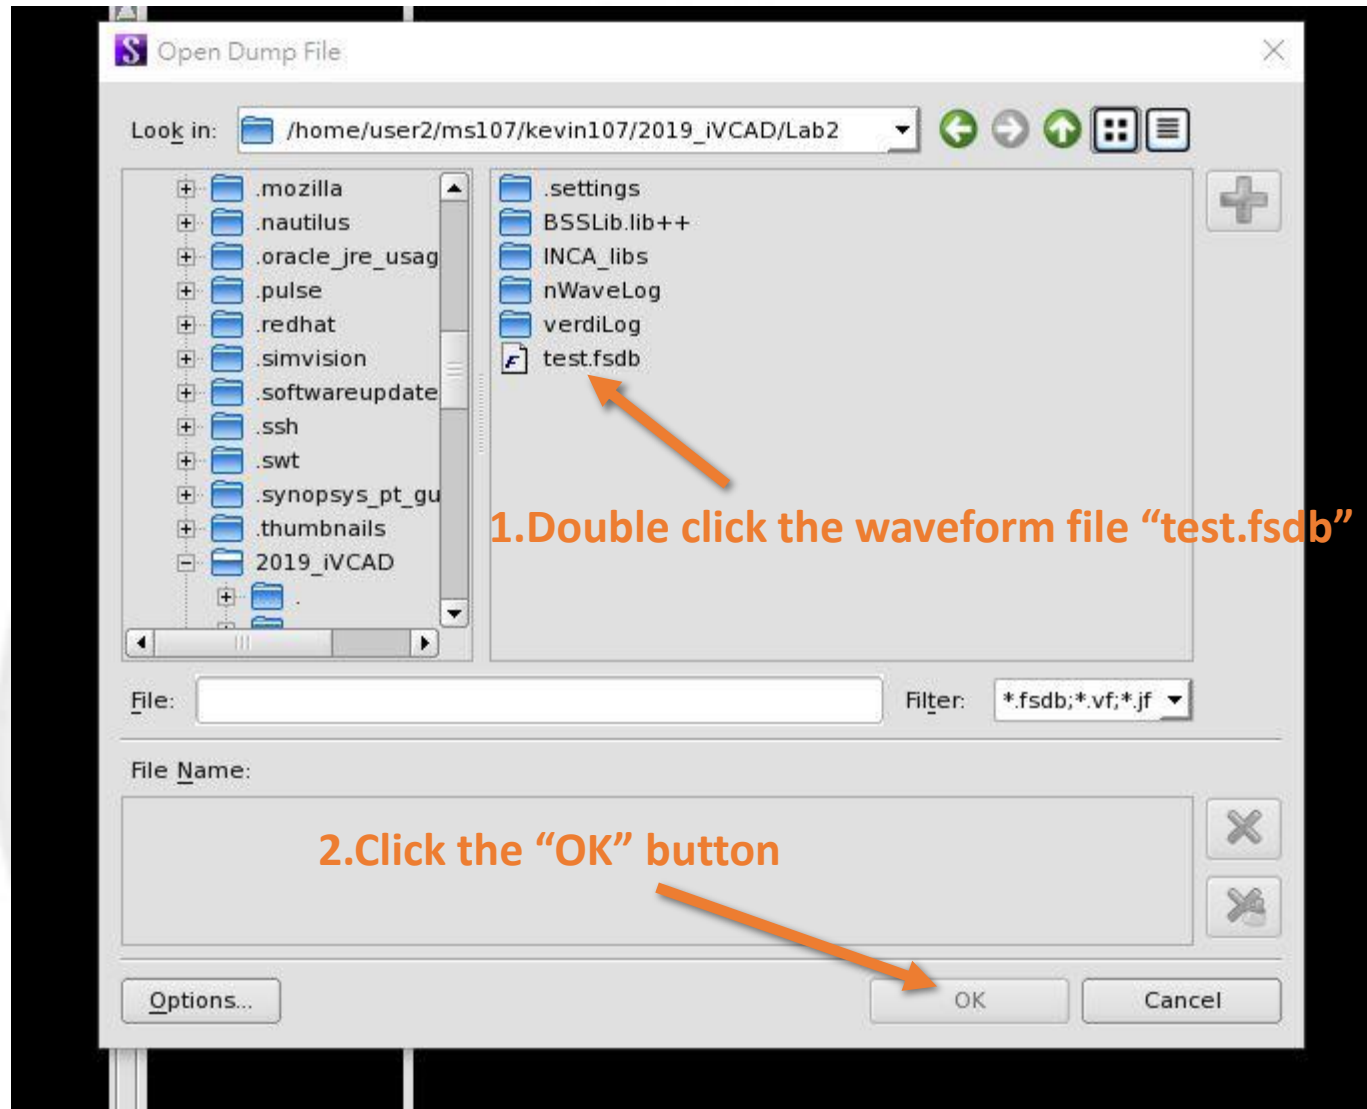 S Open Dump File
Look in: /home/user2/ms107/kevin107/2019_iVCAD/Lab2
.mozilla
.nautilus
.oracle_jre_usag
.pulse
.redhat
.simvision
.softwareupdate
.ssh
.swt
.synopsys_pt_gu
.thumbnails
2019_iVCAD
.
.settings
BSSLib.lib++
INCA_libs
nWaveLog
verdiLog
F test.fsdb
1.Double click the waveform file “test.fsdb”
File: Filter: *.fsdb;*.vf;*.jf
File Name:
2.Click the “OK” button
Options... OK Cancel